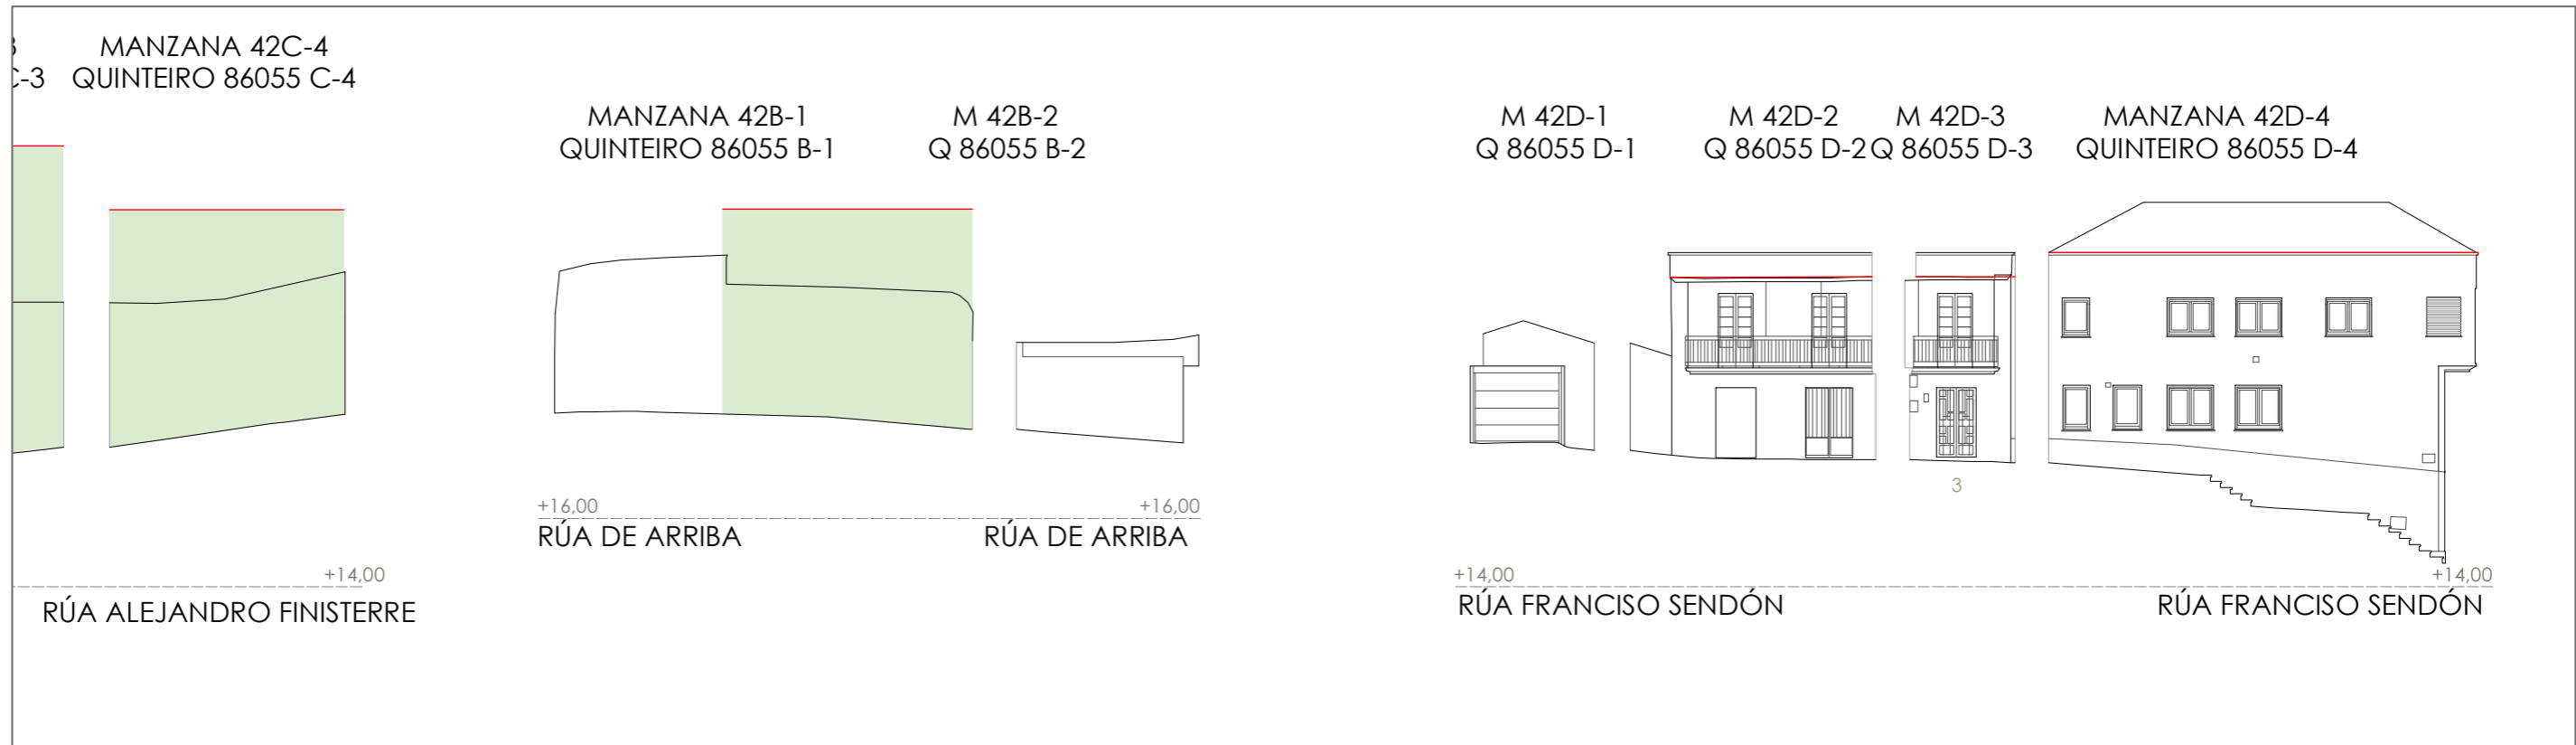 C-3
MANZANA 42C-4
QUINTEIRO 86055 C-4
MANZANA 42B-1
QUINTEIRO 86055 B-1
M 42B-2
Q 86055 B-2
M 42D-1
Q 86055 D-1
M 42D-2
Q 86055 D-2
M 42D-3
Q 86055 D-3
MANZANA 42D-4
QUINTEIRO 86055 D-4
3
+16,00
+16,00
RÚA DE ARRIBA
RÚA DE ARRIBA
+14,00
RÚA ALEJANDRO FINISTERRE
+14,00
+14,00
RÚA FRANCISO SENDÓN
RÚA FRANCISO SENDÓN